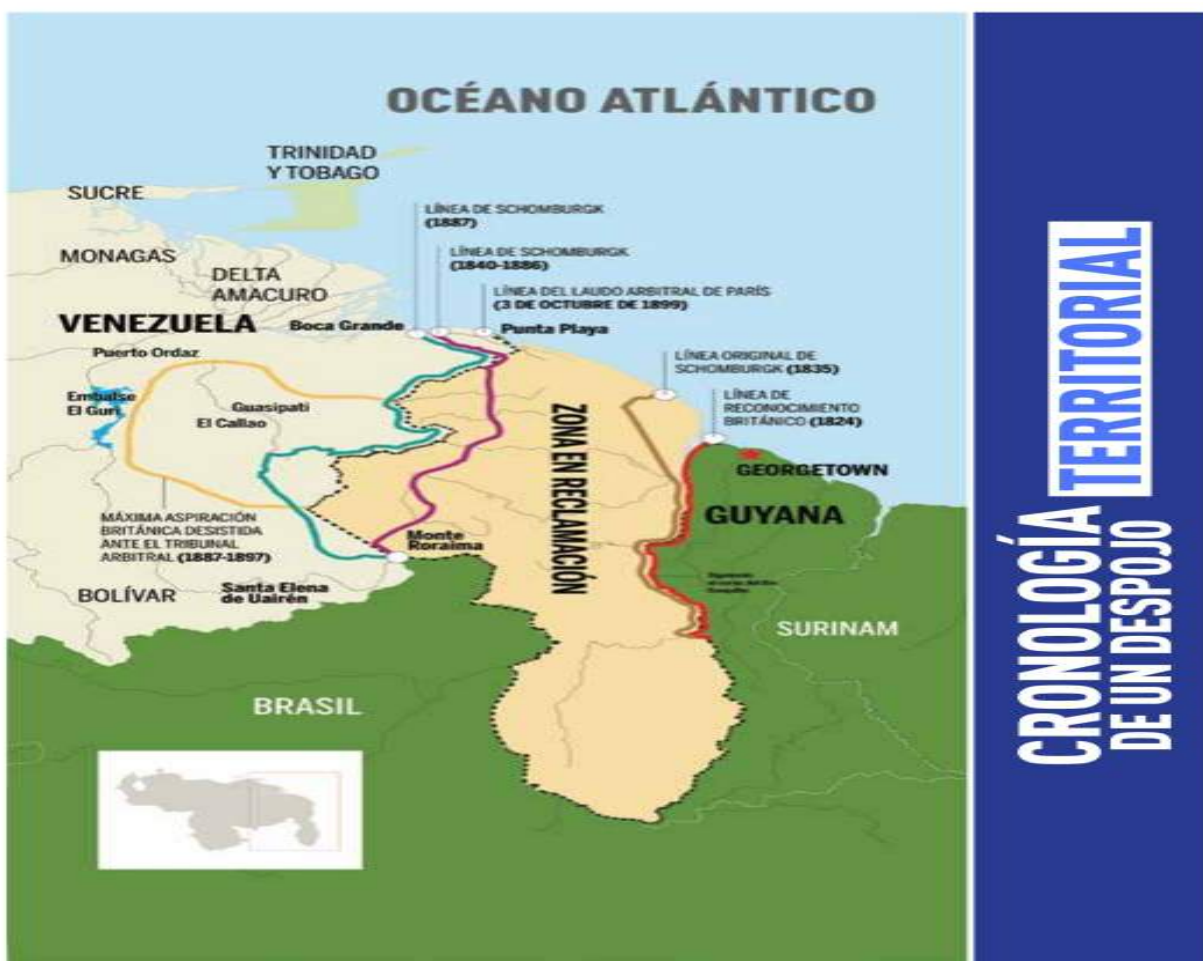 OCÉANO ATLÁNTICO
TRINIDAD
Y TOBAGO
SUCRE
LÍNEA DE SCHOMBURGK
(1887)
MONAGAS
LÍNEA DE SCHOMBURGK
(1840-1886)
DELTA
AMACURO
LÍNEA DEL LAUDO ARBITRAL DE PARÍS
(3 DE OCTUBRE DE 1899)
VENEZUELA
Boca Grande
Punta Playa
Puerto Ordaz
LÍNEA ORIGINAL DE
SCHOMBURGK (1835)
Embalse
El Guri
Guasipati
El Callao
LÍNEA DE
RECONOCIMIENTO
BRITÁNICO (1824)
ZONA EN RECLAMACIÓN
GEORGETOWN
GUYANA
MÁXIMA ASPIRACIÓN
BRITÁNICA DESISTIDA
ANTE EL TRIBUNAL
ARBITRAL (1887-1897)
Monte
Roraima
BOLÍVAR
Santa Elena
de Uairén
SURINAM
BRASIL
CRONOLOGÍA TERRITORIAL
DE UN DESPOJO